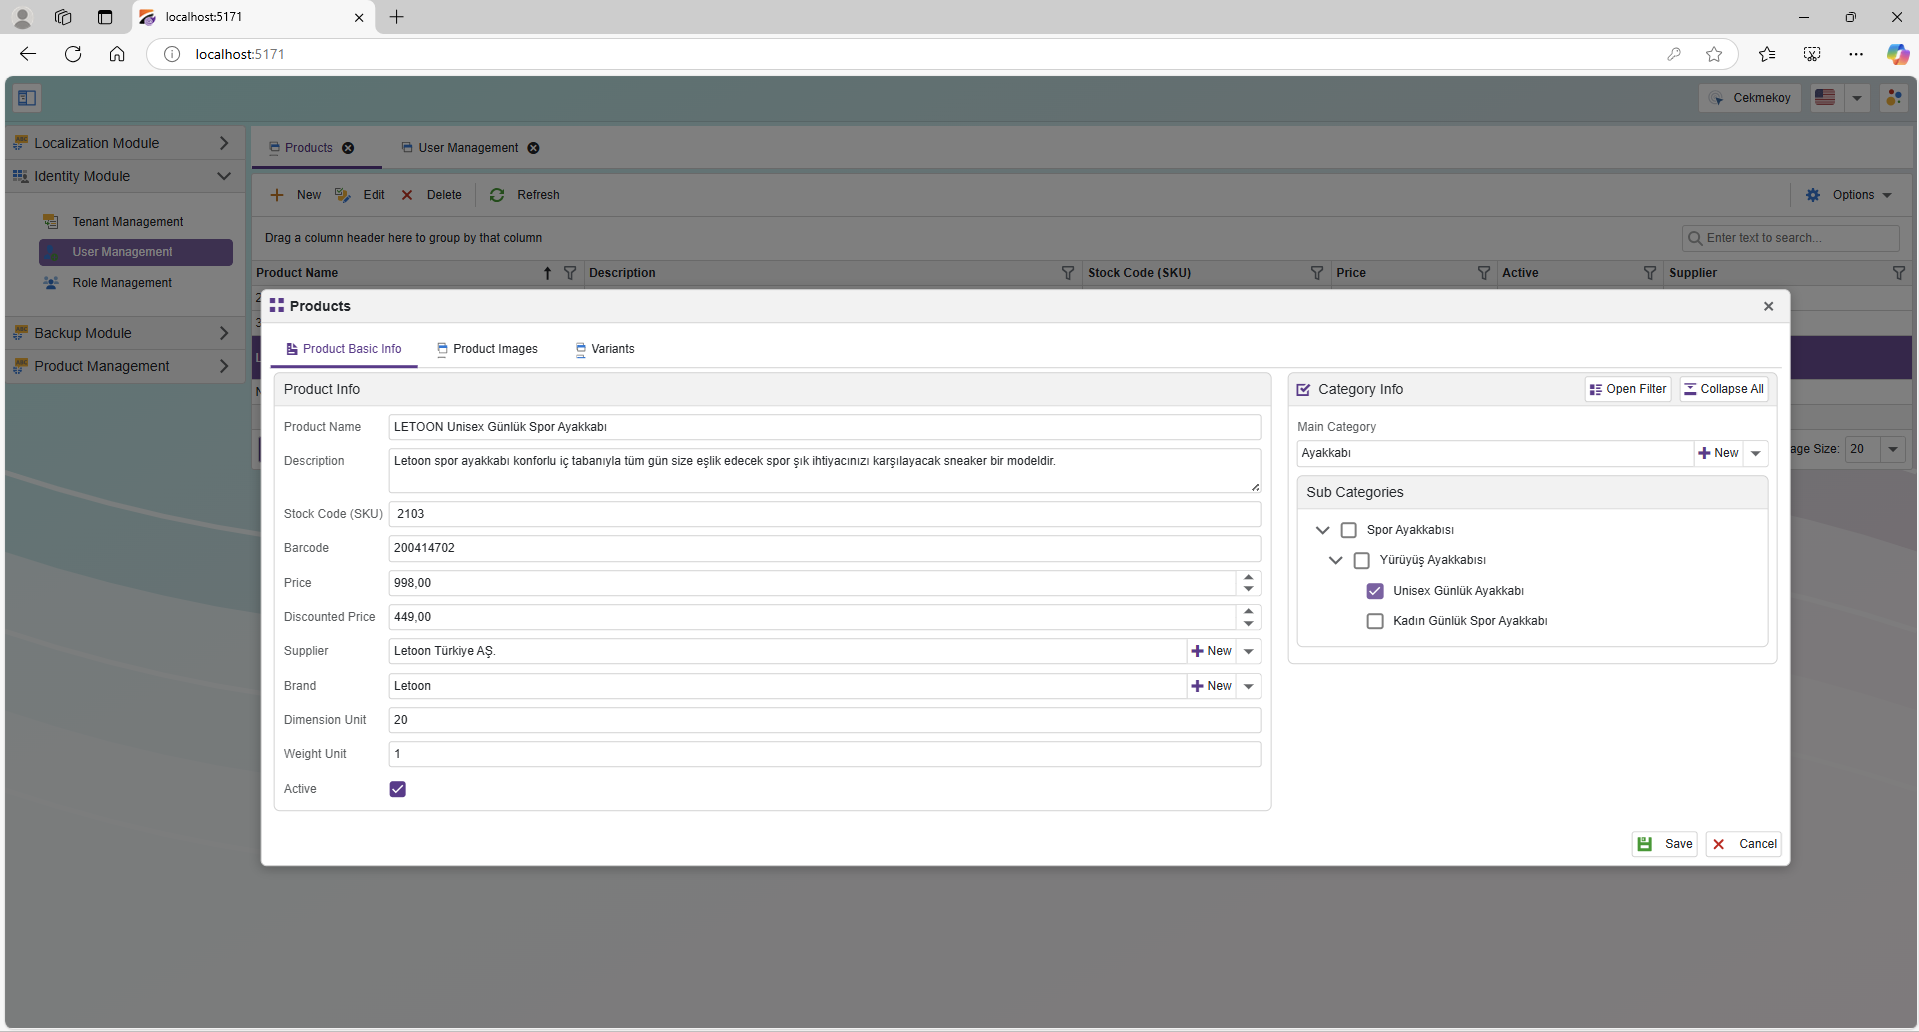 localhost:5171
localhost:5171
Cekmekoy
Localization Module
Identity Module
Tenant Management
User Management
Role Management
Backup Module
Product Management
Products
User Management
New
Edit
Delete
Refresh
Options
Drag a column header here to group by that column
Enter text to search...
Product Name
Description
Stock Code (SKU)
Price
Active
Supplier
Products
Product Basic Info
Product Images
Variants
Product Info
Product Name
LETOON Unisex Günlük Spor Ayakkabı
Description
Letoon spor ayakkabı konforlu iç tabanıyla tüm gün size eşlik edecek spor şık ihtiyacınızı karşılayacak sneaker bir modeldir.
Stock Code (SKU)
2103
Barcode
200414702
Price
998,00
Discounted Price
449,00
Supplier
Letoon Türkiye AŞ.
New
Brand
Letoon
New
Dimension Unit
20
Weight Unit
1
Active
Category Info
Open Filter
Collapse All
Main Category
Ayakkabı
New
Sub Categories
Spor Ayakkabısı
Yürüyüş Ayakkabısı
Unisex Günlük Ayakkabı
Kadın Günlük Spor Ayakkabı
age Size:
20
Save
Cancel